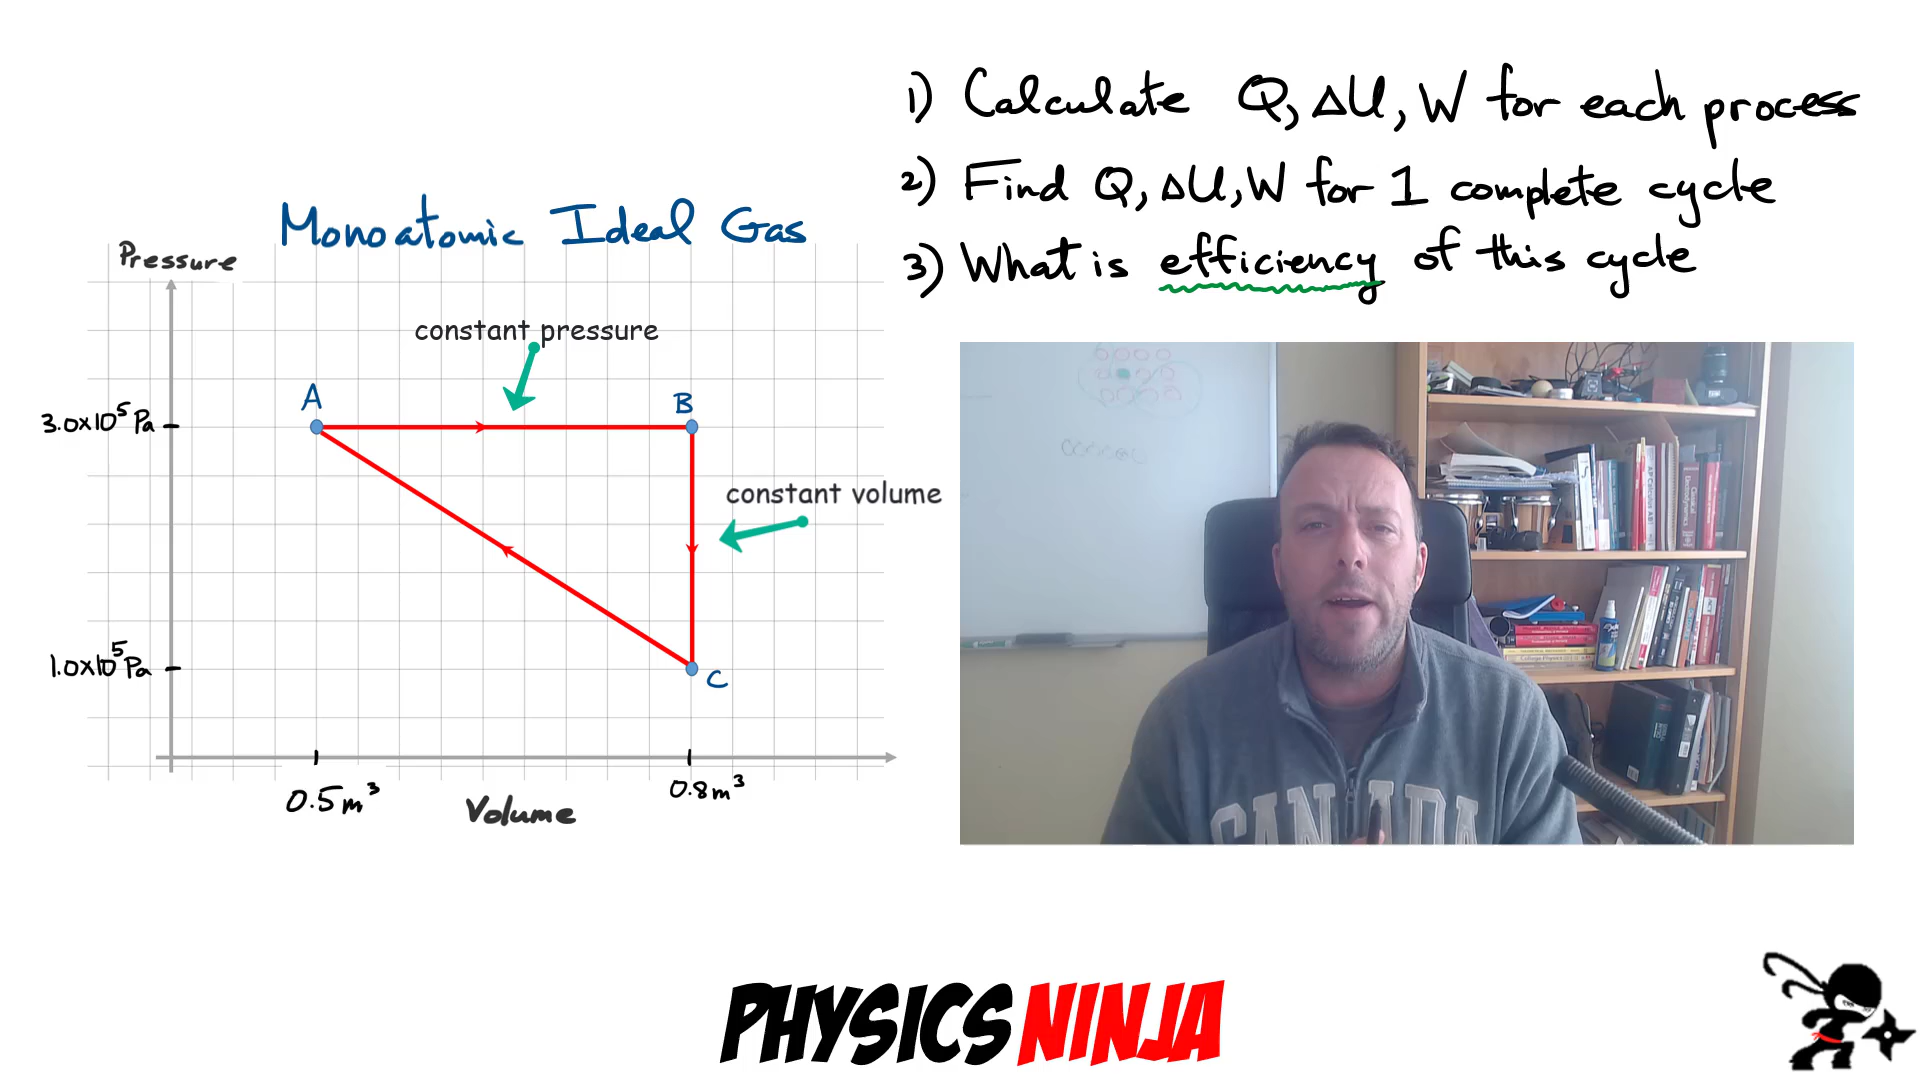 1) Calculate Q, ΔU, W for each process
2) Find Q, ΔU, W for 1 complete cycle
3) What is efficiency of this cycle
Monoatomic Ideal Gas
Pressure
constant pressure
A
B
3.0x10⁵ Pa
constant volume
1.0x10⁵ Pa
C
0.5m³
0.8m³
Volume
CANADA
PHYSICS NINJA